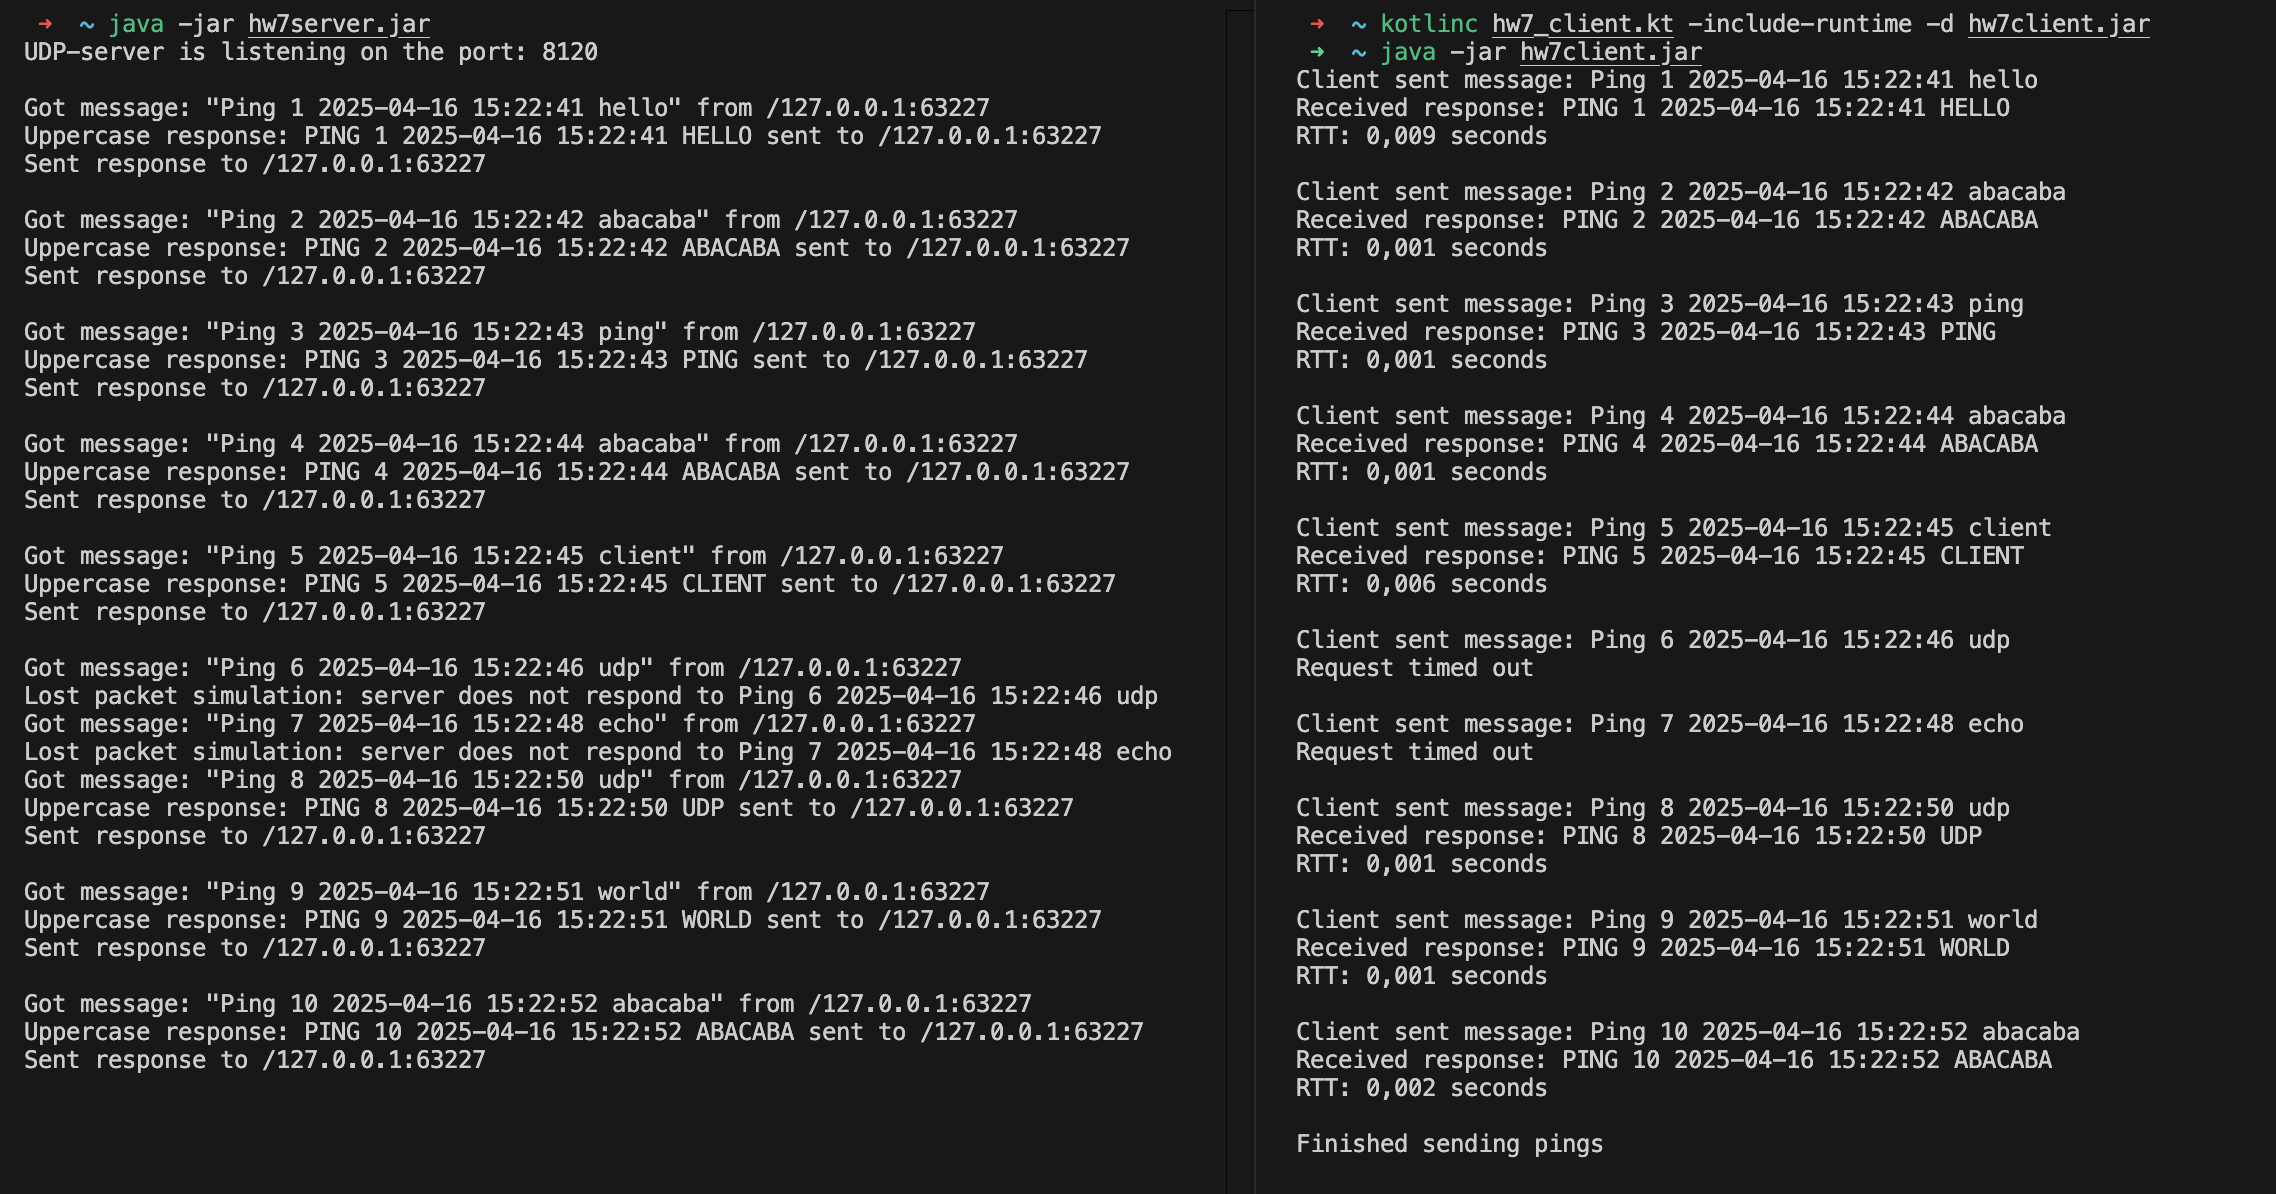 ➜ ~ java -jar hw7server.jar
UDP-server is listening on the port: 8120
Got message: "Ping 1 2025-04-16 15:22:41 hello" from /127.0.0.1:63227
Uppercase response: PING 1 2025-04-16 15:22:41 HELLO sent to /127.0.0.1:63227
Sent response to /127.0.0.1:63227
Got message: "Ping 2 2025-04-16 15:22:42 abacaba" from /127.0.0.1:63227
Uppercase response: PING 2 2025-04-16 15:22:42 ABACABA sent to /127.0.0.1:63227
Sent response to /127.0.0.1:63227
Got message: "Ping 3 2025-04-16 15:22:43 ping" from /127.0.0.1:63227
Uppercase response: PING 3 2025-04-16 15:22:43 PING sent to /127.0.0.1:63227
Sent response to /127.0.0.1:63227
Got message: "Ping 4 2025-04-16 15:22:44 abacaba" from /127.0.0.1:63227
Uppercase response: PING 4 2025-04-16 15:22:44 ABACABA sent to /127.0.0.1:63227
Sent response to /127.0.0.1:63227
Got message: "Ping 5 2025-04-16 15:22:45 client" from /127.0.0.1:63227
Uppercase response: PING 5 2025-04-16 15:22:45 CLIENT sent to /127.0.0.1:63227
Sent response to /127.0.0.1:63227
Got message: "Ping 6 2025-04-16 15:22:46 udp" from /127.0.0.1:63227
Lost packet simulation: server does not respond to Ping 6 2025-04-16 15:22:46 udp
Got message: "Ping 7 2025-04-16 15:22:48 echo" from /127.0.0.1:63227
Lost packet simulation: server does not respond to Ping 7 2025-04-16 15:22:48 echo
Got message: "Ping 8 2025-04-16 15:22:50 udp" from /127.0.0.1:63227
Uppercase response: PING 8 2025-04-16 15:22:50 UDP sent to /127.0.0.1:63227
Sent response to /127.0.0.1:63227
Got message: "Ping 9 2025-04-16 15:22:51 world" from /127.0.0.1:63227
Uppercase response: PING 9 2025-04-16 15:22:51 WORLD sent to /127.0.0.1:63227
Sent response to /127.0.0.1:63227
Got message: "Ping 10 2025-04-16 15:22:52 abacaba" from /127.0.0.1:63227
Uppercase response: PING 10 2025-04-16 15:22:52 ABACABA sent to /127.0.0.1:63227
Sent response to /127.0.0.1:63227
➜ ~ kotlinc hw7_client.kt -include-runtime -d hw7client.jar
➜ ~ java -jar hw7client.jar
Client sent message: Ping 1 2025-04-16 15:22:41 hello
Received response: PING 1 2025-04-16 15:22:41 HELLO
RTT: 0,009 seconds
Client sent message: Ping 2 2025-04-16 15:22:42 abacaba
Received response: PING 2 2025-04-16 15:22:42 ABACABA
RTT: 0,001 seconds
Client sent message: Ping 3 2025-04-16 15:22:43 ping
Received response: PING 3 2025-04-16 15:22:43 PING
RTT: 0,001 seconds
Client sent message: Ping 4 2025-04-16 15:22:44 abacaba
Received response: PING 4 2025-04-16 15:22:44 ABACABA
RTT: 0,001 seconds
Client sent message: Ping 5 2025-04-16 15:22:45 client
Received response: PING 5 2025-04-16 15:22:45 CLIENT
RTT: 0,006 seconds
Client sent message: Ping 6 2025-04-16 15:22:46 udp
Request timed out
Client sent message: Ping 7 2025-04-16 15:22:48 echo
Request timed out
Client sent message: Ping 8 2025-04-16 15:22:50 udp
Received response: PING 8 2025-04-16 15:22:50 UDP
RTT: 0,001 seconds
Client sent message: Ping 9 2025-04-16 15:22:51 world
Received response: PING 9 2025-04-16 15:22:51 WORLD
RTT: 0,001 seconds
Client sent message: Ping 10 2025-04-16 15:22:52 abacaba
Received response: PING 10 2025-04-16 15:22:52 ABACABA
RTT: 0,002 seconds
Finished sending pings